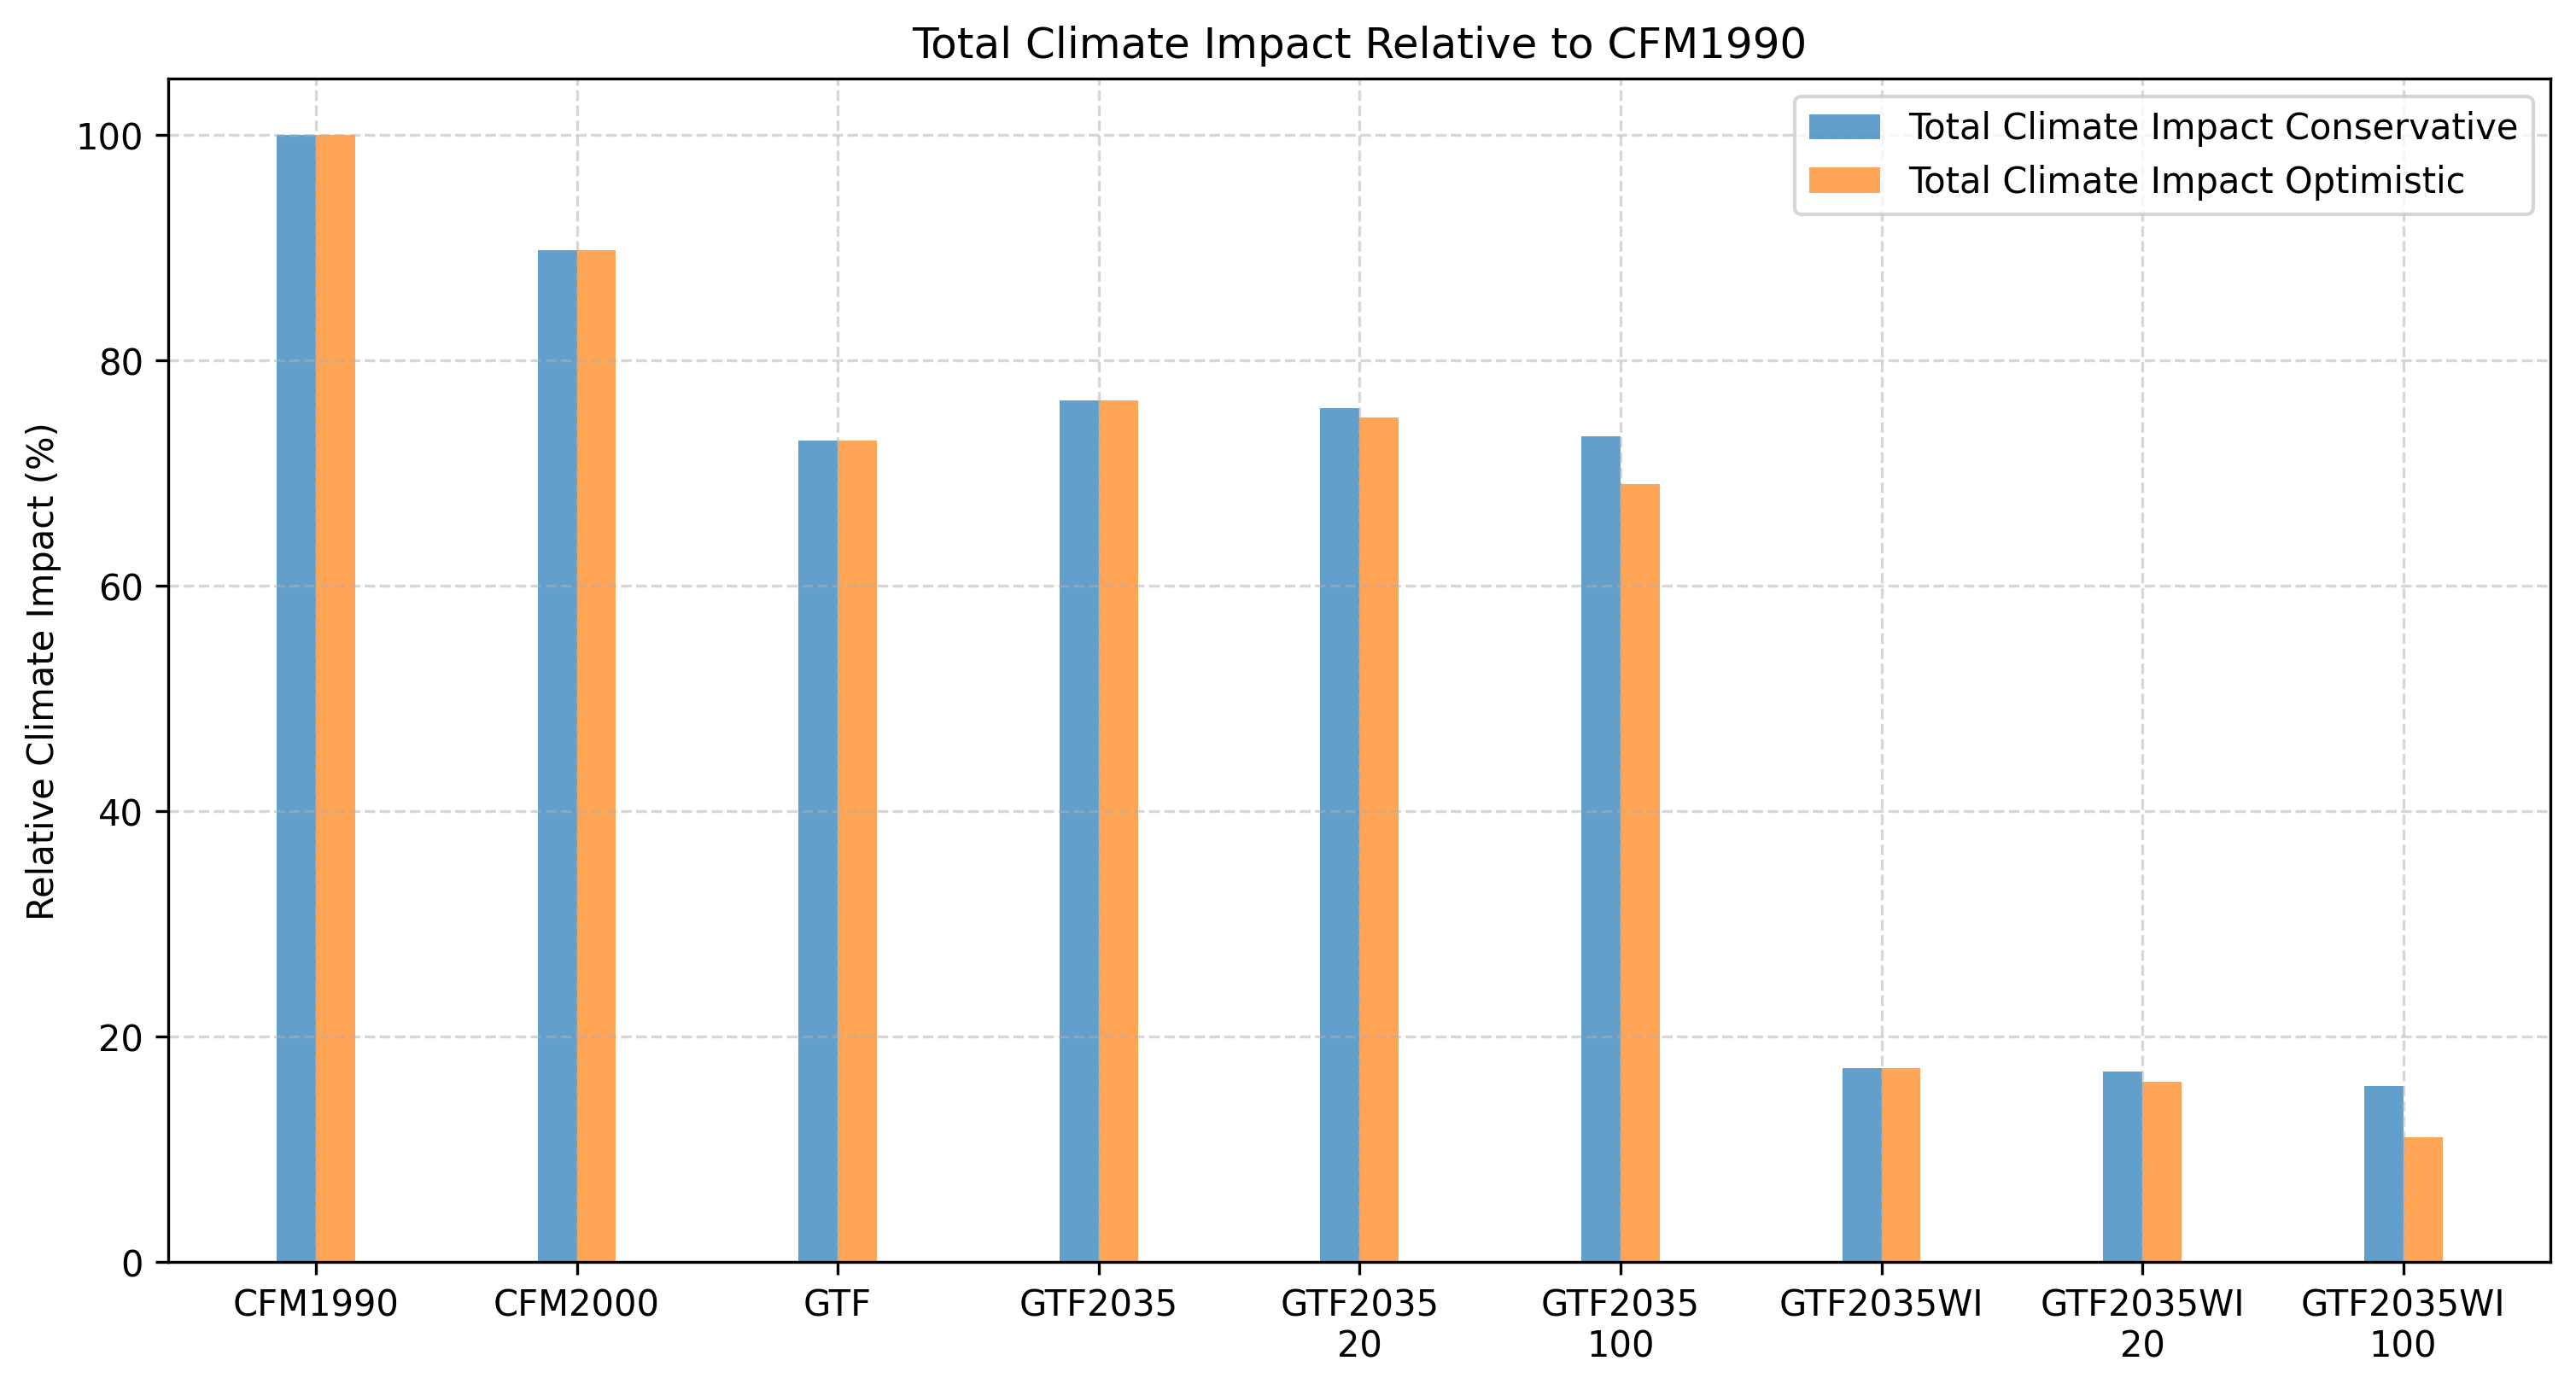 Total Climate Impact Relative to CFM1990
Total Climate Impact Conservative
Total Climate Impact Optimistic
Relative Climate Impact (%)
100
80
60
40
20
0
CFM1990
CFM2000
GTF
GTF2035
GTF2035
20
GTF2035
100
GTF2035WI
GTF2035WI
20
GTF2035WI
100